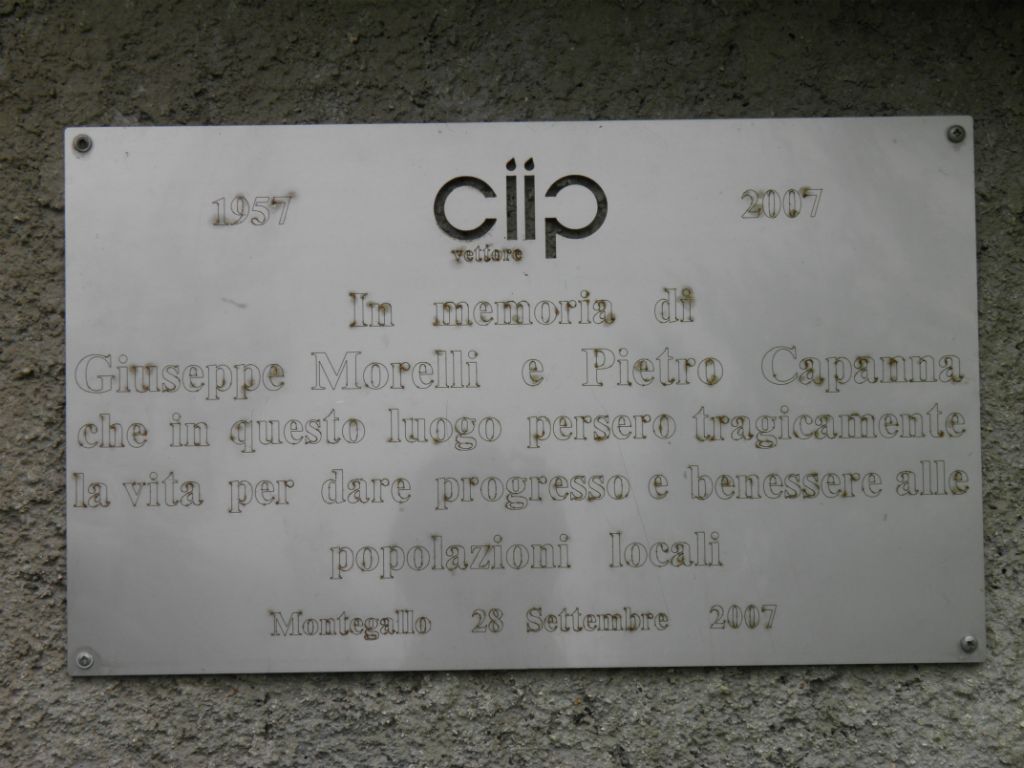 1957 ciip 2007
vettore
In memoria di
Giuseppe Morelli e Pietro Capanna
che in questo luogo persero tragicamente
la vita per dare progresso e benessere alle
popolazioni locali
Montegallo 28 Settembre 2007